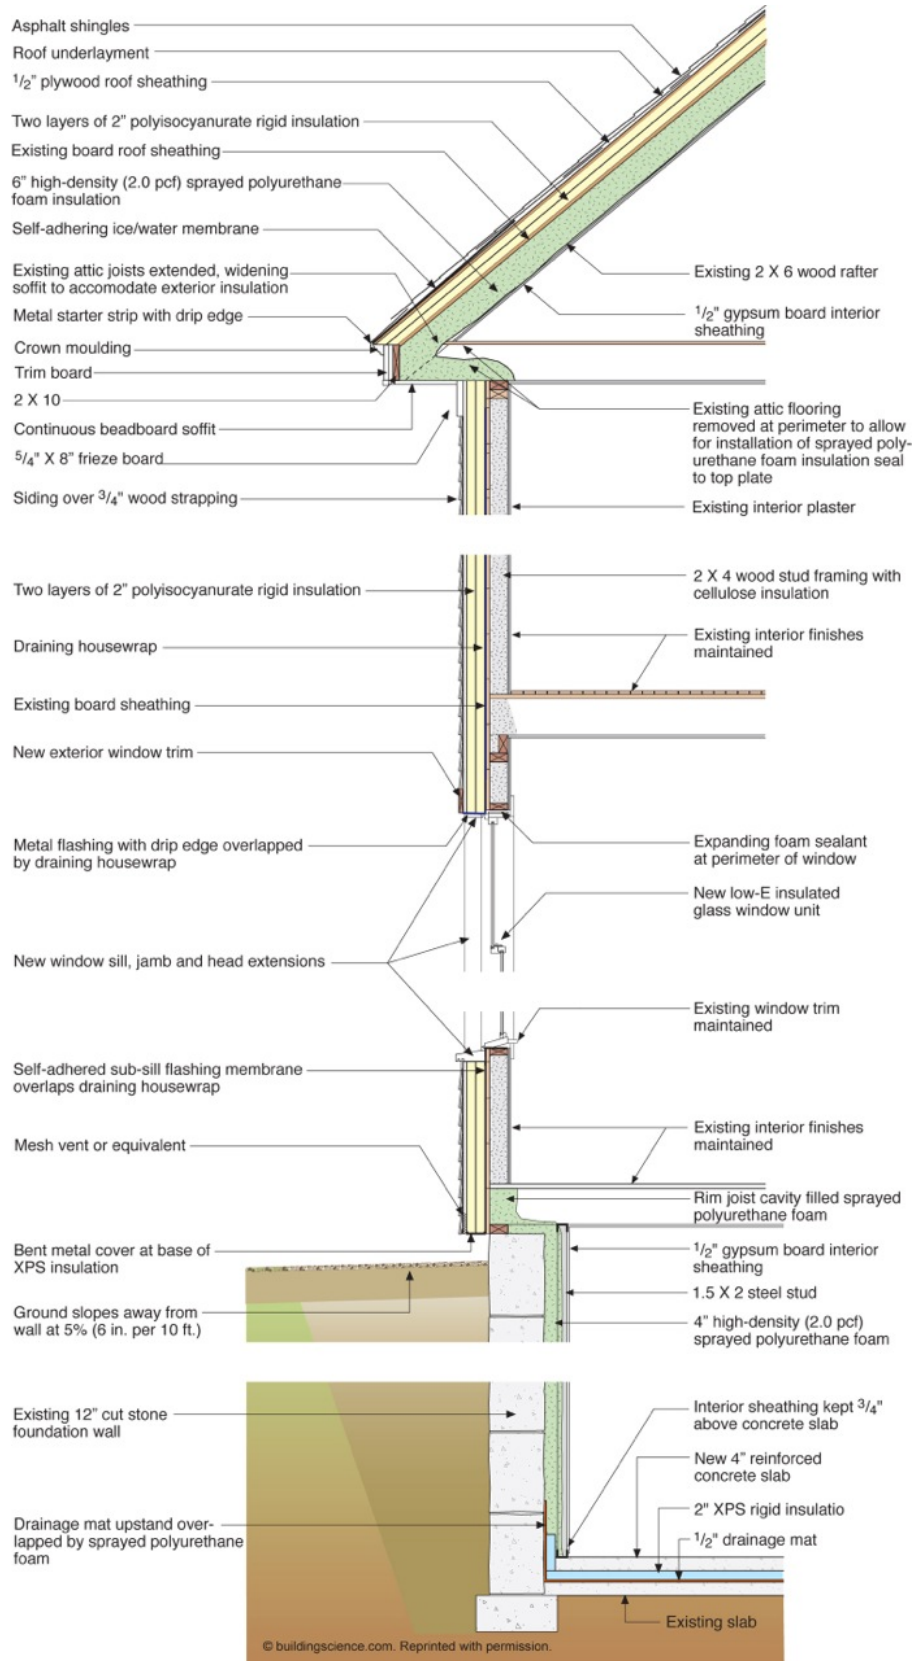 Asphalt shingles
Roof underlayment
1/2" plywood roof sheathing
Two layers of 2" polyisocyanurate rigid insulation
Existing board roof sheathing
6" high-density (2.0 pcf) sprayed polyurethane
foam insulation
Self-adhering ice/water membrane
Existing attic joists extended, widening
soffit to accomodate exterior insulation
Metal starter strip with drip edge
Crown moulding
Trim board
2 X 10
Continuous beadboard soffit
5/4" X 8" frieze board
Siding over 3/4" wood strapping
Existing 2 X 6 wood rafter
1/2" gypsum board interior
sheathing
Existing attic flooring
removed at perimeter to allow
for installation of sprayed poly-
urethane foam insulation seal
to top plate
Existing interior plaster
Two layers of 2" polyisocyanurate rigid insulation
Draining housewrap
Existing board sheathing
New exterior window trim
Metal flashing with drip edge overlapped
by draining housewrap
New window sill, jamb and head extensions
2 X 4 wood stud framing with
cellulose insulation
Existing interior finishes
maintained
Expanding foam sealant
at perimeter of window
New low-E insulated
glass window unit
Existing window trim
maintained
Self-adhered sub-sill flashing membrane
overlaps draining housewrap
Mesh vent or equivalent
Bent metal cover at base of
XPS insulation
Ground slopes away from
wall at 5% (6 in. per 10 ft.)
Existing interior finishes
maintained
Rim joist cavity filled sprayed
polyurethane foam
1/2" gypsum board interior
sheathing
1.5 X 2 steel stud
4" high-density (2.0 pcf)
sprayed polyurethane foam
Existing 12" cut stone
foundation wall
Drainage mat upstand over-
lapped by sprayed polyurethane
foam
Interior sheathing kept 3/4"
above concrete slab
New 4" reinforced
concrete slab
2" XPS rigid insulatio
1/2" drainage mat
Existing slab
© buildingscience.com. Reprinted with permission.